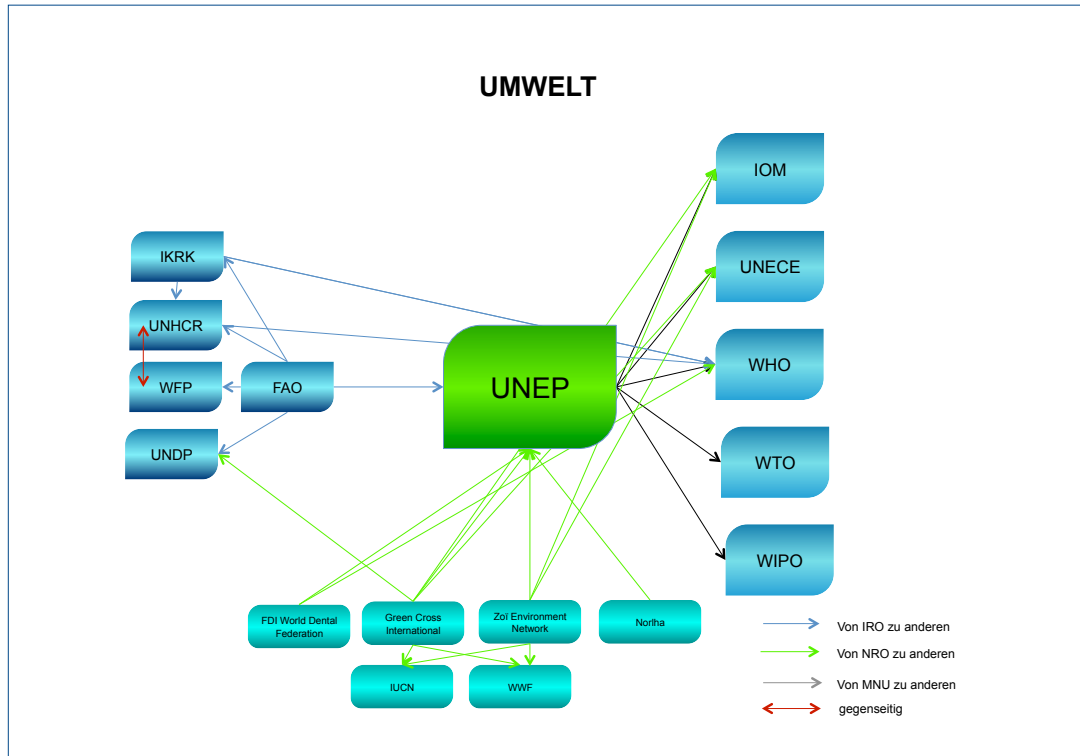 UMWELT
IOM
IKRK
UNECE
UNHCR
WHO
WFP
FAO
UNEP
UNDP
WTO
WIPO
FDI World Dental
Federation
Green Cross
International
Zoï Environment
Network
Norlha
IUCN
WWF
Von IRO zu anderen
Von NRO zu anderen
Von MNU zu anderen
gegenseitig